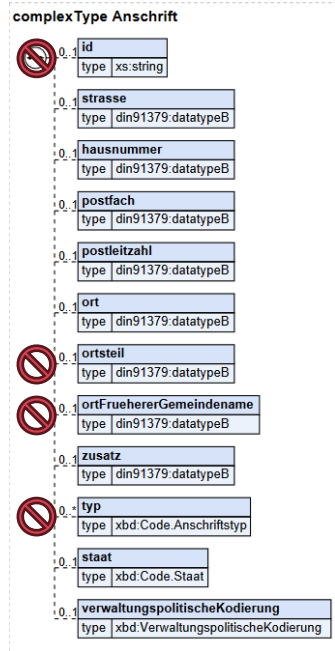 complexType Anschrift
0..1 id
type xs:string
0..1 strasse
type din91379:datatypeB
0..1 hausnummer
type din91379:datatypeB
0..1 postfach
type din91379:datatypeB
0..1 postleitzahl
type din91379:datatypeB
0..1 ort
type din91379:datatypeB
0..1 ortsteil
type din91379:datatypeB
0..1 ortFruehererGemeindename
type din91379:datatypeB
0..1 zusatz
type din91379:datatypeB
0..* typ
type xbd:Code.Anschriftstyp
0..1 staat
type xbd:Code.Staat
0..1 verwaltungspolitischeKodierung
type xbd:VerwaltungspolitischeKodierung